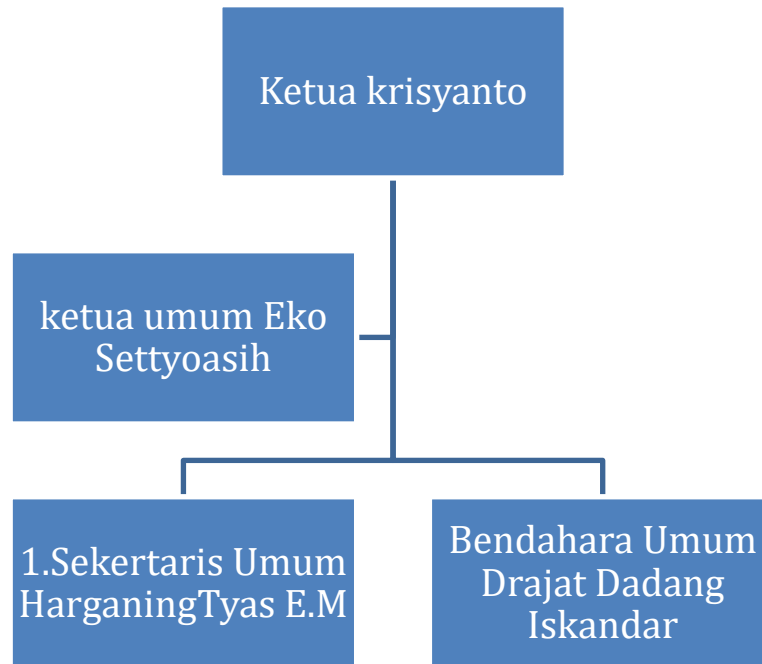 Ketua krisyanto
ketua umum Eko
Settyoasih
1.Sekertaris Umum
HarganingTyas E.M
Bendahara Umum
Drajat Dadang
Iskandar